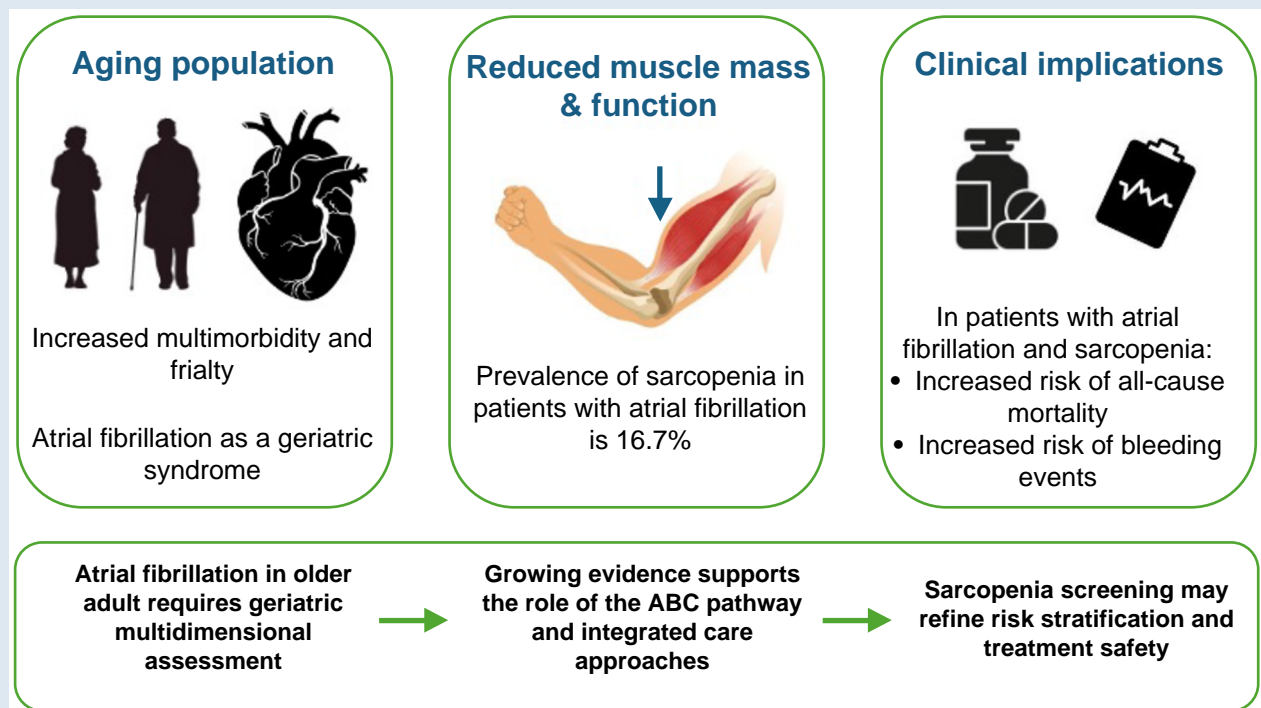 Aging population
Increased multimorbidity and
frialty
Atrial fibrillation as a geriatric
syndrome
Reduced muscle mass
& function
Prevalence of sarcopenia in
patients with atrial fibrillation
is 16.7%
Clinical implications
In patients with atrial
fibrillation and sarcopenia:
• Increased risk of all-cause
mortality
• Increased risk of bleeding
events
Atrial fibrillation in older
adult requires geriatric
multidimensional
assessment
Growing evidence supports
the role of the ABC pathway
and integrated care
approaches
Sarcopenia screening may
refine risk stratification and
treatment safety